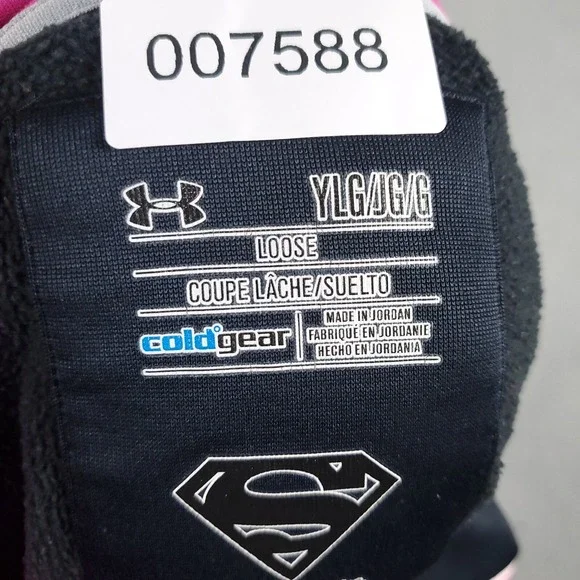 007588
YLG/JG/G
LOOSE
COUPE LÂCHE/SUELTO
coldgear
MADE IN JORDAN
FABRIQUÉ EN JORDANIE
HECHO EN JORDANIA
S